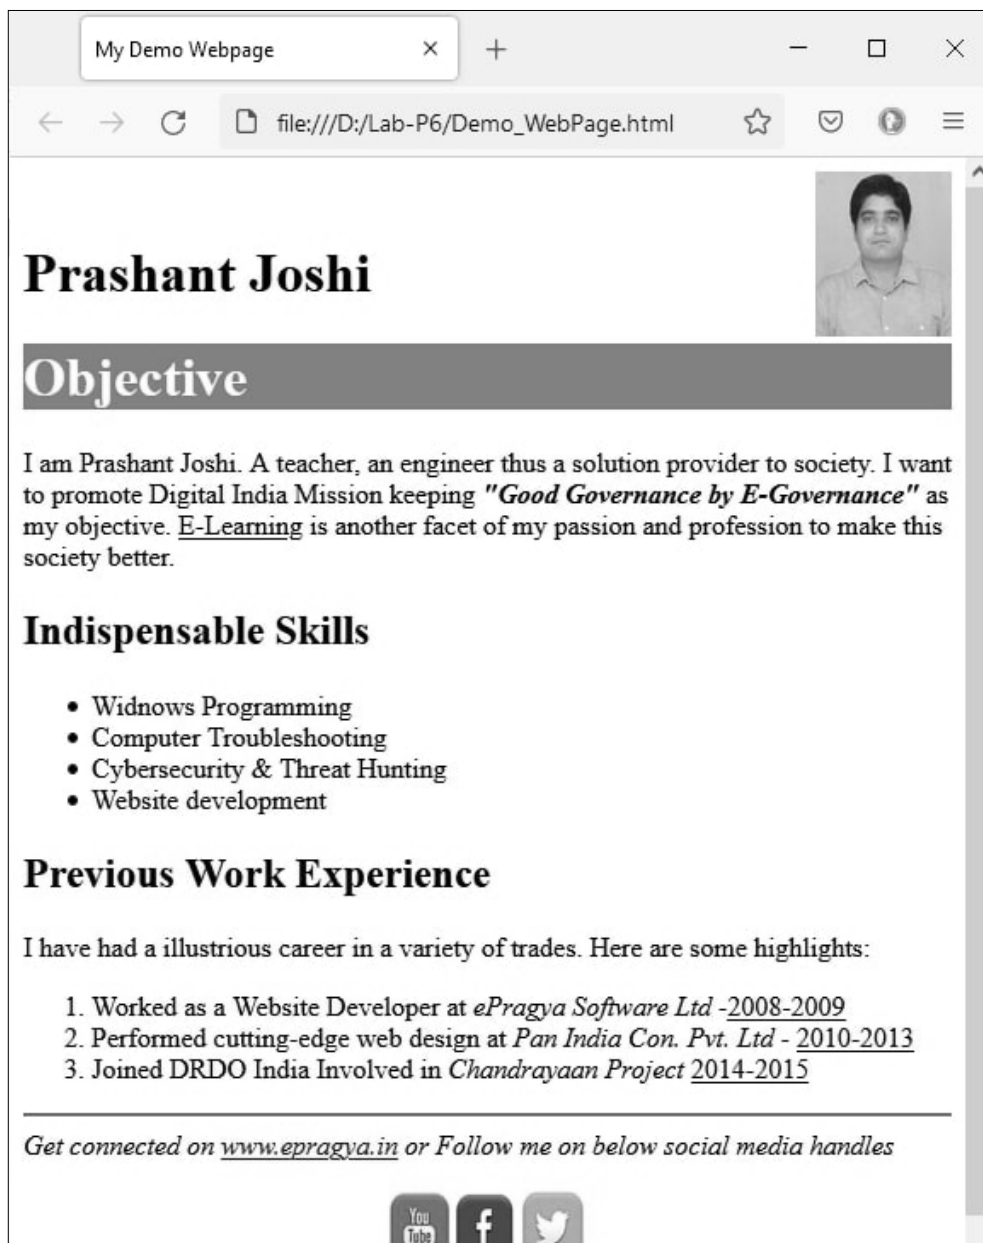 My Demo Webpage
file:///D:/Lab-P6/Demo_WebPage.html
Prashant Joshi
Objective
I am Prashant Joshi. A teacher, an engineer thus a solution provider to society. I want
to promote Digital India Mission keeping "Good Governance by E-Governance" as
my objective. E-Learning is another facet of my passion and profession to make this
society better.
Indispensable Skills
• Widnows Programming
• Computer Troubleshooting
• Cybersecurity & Threat Hunting
• Website development
Previous Work Experience
I have had a illustrious career in a variety of trades. Here are some highlights:
1. Worked as a Website Developer at ePragya Software Ltd -2008-2009
2. Performed cutting-edge web design at Pan India Con. Pvt. Ltd - 2010-2013
3. Joined DRDO India Involved in Chandrayaan Project 2014-2015
Get connected on www.epragya.in or Follow me on below social media handles
You
Tube